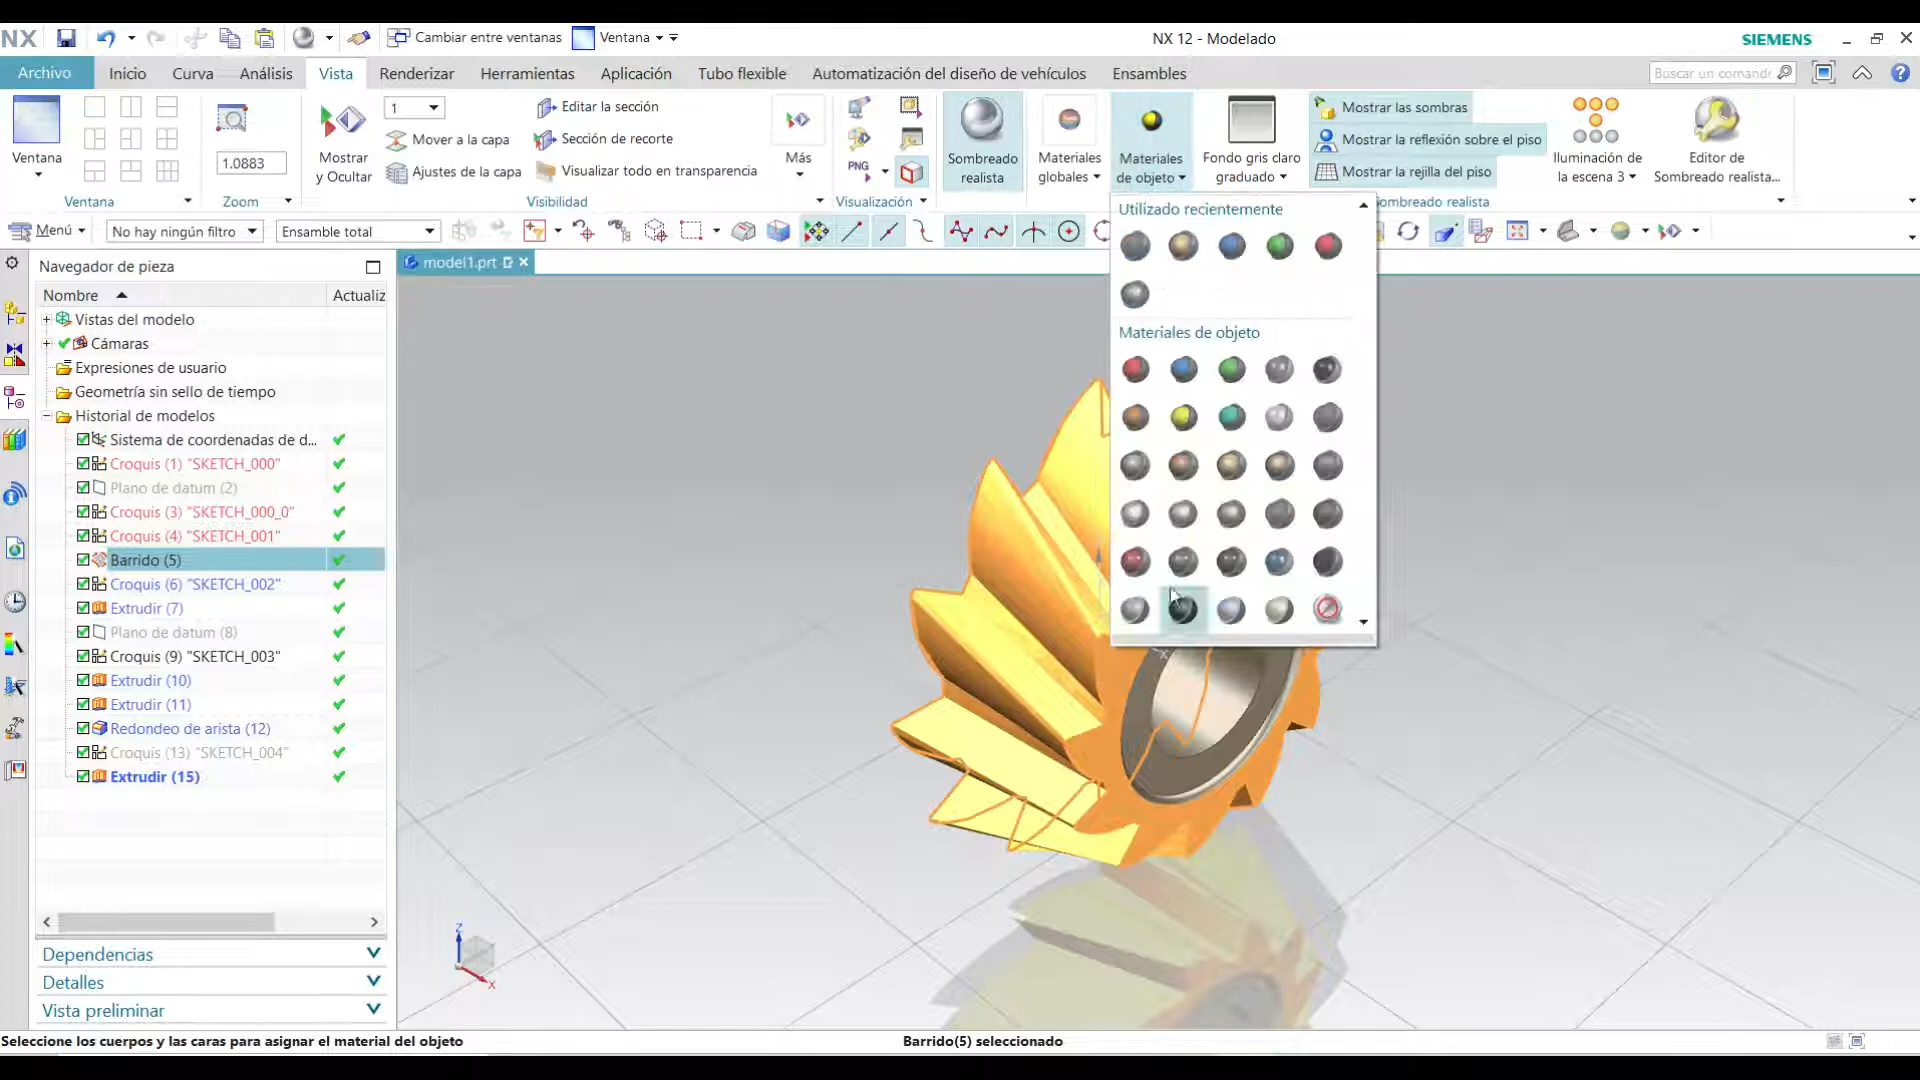 NX
Cambiar entre ventanas
Ventana
NX 12 - Modelado
SIEMENS
Archivo
Inicio
Curva
Análisis
Vista
Renderizar
Herramientas
Aplicación
Tubo flexible
Automatización del diseño de vehículos
Ensambles
Buscar un comando
Ventana
1.0883
Mostrar
y Ocultar
1
Mover a la capa
Ajustes de la capa
Editar la sección
Sección de recorte
Visualizar todo en transparencia
Más
PNG
Sombreado
realista
Materiales
globales
Materiales
de objeto
Fondo gris claro
graduado
Mostrar las sombras
Mostrar la reflexión sobre el piso
Mostrar la rejilla del piso
Iluminación de
la escena 3
Editor de
Sombreado realista...
Ventana
Zoom
Visibilidad
Visualización
Sombreado realista
Menú
No hay ningún filtro
Ensamble total
Utilizado recientemente
Materiales de objeto
Navegador de pieza
model1.prt
Nombre
Actualiz
Vistas del modelo
Cámaras
Expresiones de usuario
Geometría sin sello de tiempo
Historial de modelos
Sistema de coordenadas de d...
Croquis (1) "SKETCH_000"
Plano de datum (2)
Croquis (3) "SKETCH_000_0"
Croquis (4) "SKETCH_001"
Barrido (5)
Croquis (6) "SKETCH_002"
Extrudir (7)
Plano de datum (8)
Croquis (9) "SKETCH_003"
Extrudir (10)
Extrudir (11)
Redondeo de arista (12)
Croquis (13) "SKETCH_004"
Extrudir (15)
Dependencias
Detalles
Vista preliminar
Z
X
Seleccione los cuerpos y las caras para asignar el material del objeto
Barrido(5) seleccionado